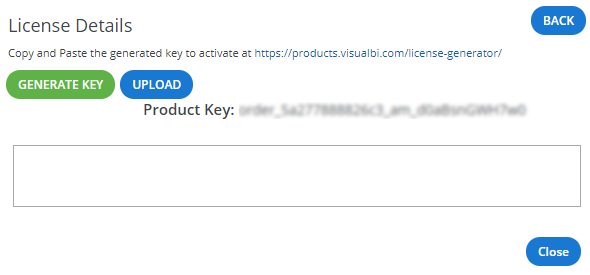 License Details
BACK
Copy and Paste the generated key to activate at https://products.visualbi.com/license-generator/
GENERATE KEY
UPLOAD
Product Key:
Close